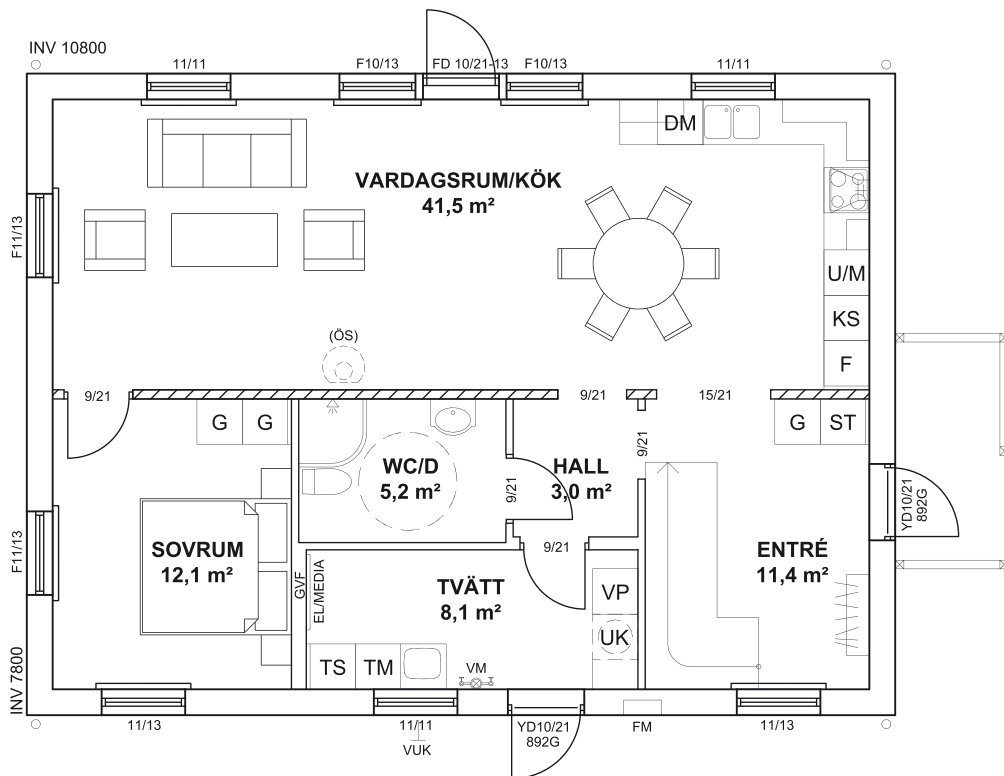 INV 10800
11/11
F10/13
FD 10/21-13
F10/13
11/11
DM
VARDAGSRUM/KÖK
41,5 m²
F11/13
U/M
KS
F
(ÖS)
9/21
9/21
15/21
G
G
G
ST
9/21
WC/D
5,2 m²
HALL
3,0 m²
9/21
YD10/21
892G
F11/13
SOVRUM
12,1 m²
9/21
ENTRÉ
11,4 m²
GVF
EL/MEDIA
TVÄTT
8,1 m²
VP
UK
TS
TM
VM
INV 7800
11/13
11/11
VUK
YD10/21
892G
FM
11/13